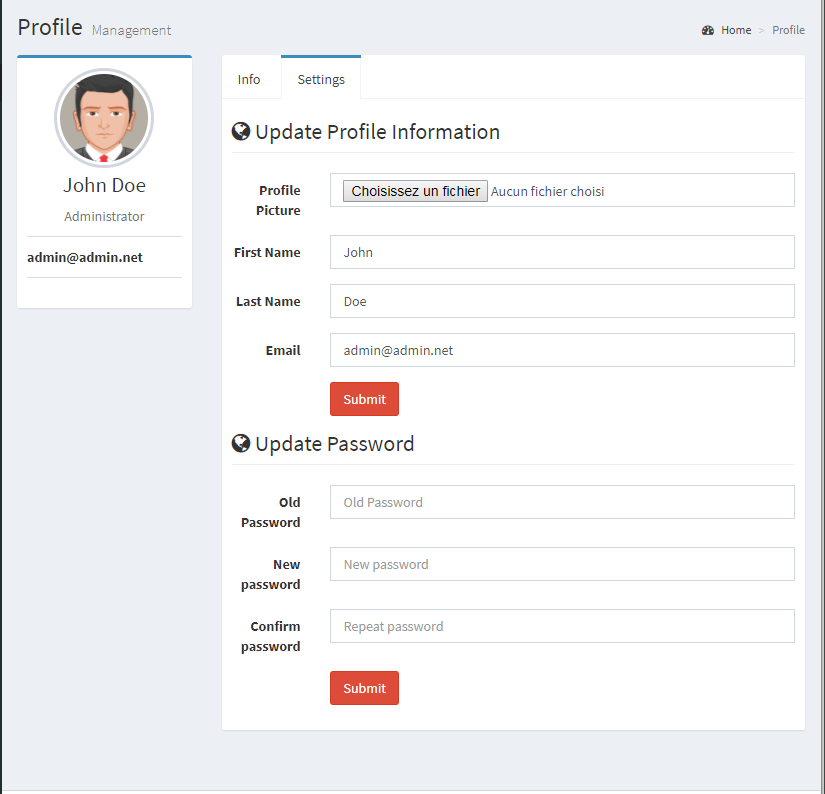 Profile Management
Home > Profile
John Doe
Administrator
admin@admin.net
Info
Settings
Update Profile Information
Profile
Picture
Choisissez un fichier Aucun fichier choisi
First Name
John
Last Name
Doe
Email
admin@admin.net
Submit
Update Password
Old
Password
Old Password
New
password
New password
Confirm
password
Repeat password
Submit